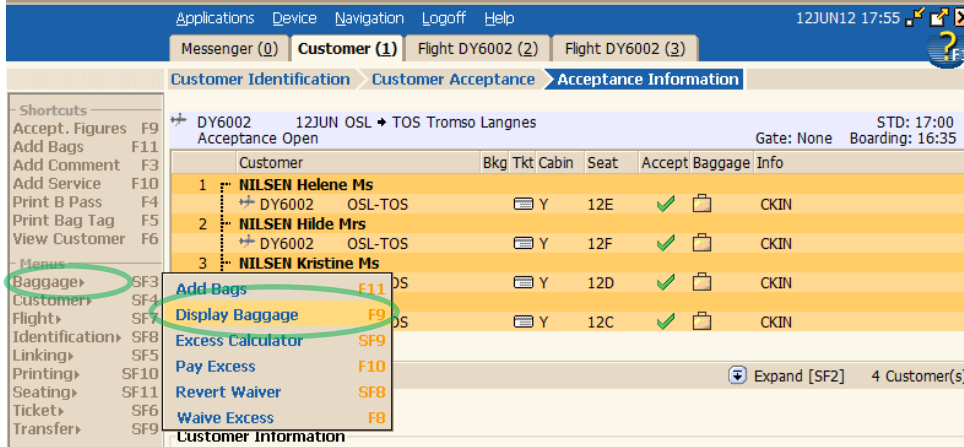 Applications Device Navigation Logoff Help 12JUN12 17:55
Messenger (0) Customer (1) Flight DY6002 (2) Flight DY6002 (3)
Customer Identification Customer Acceptance Acceptance Information
Shortcuts
Accept. Figures F9
Add Bags F11
Add Comment F3
Add Service F10
Print B Pass F4
Print Bag Tag F5
View Customer F6
Menus
Baggage SF3
Customer SF4
Flight SF7
Identification SF8
Linking SF5
Printing SF10
Seating SF11
Ticket SF6
Transfer SF9
DY6002 12JUN OSL → TOS Tromso Langnes STD: 17:00
Acceptance Open Gate: None Boarding: 16:35
Customer Bkg Tkt Cabin Seat Accept Baggage Info
1 NILSEN Helene Ms
DY6002 OSL-TOS Y 12E CKIN
2 NILSEN Hilde Mrs
DY6002 OSL-TOS Y 12F CKIN
3 NILSEN Kristine Ms
OS Y 12D CKIN
OS Y 12C CKIN
Add Bags F11
Display Baggage F9
Excess Calculator SF9
Pay Excess F10
Revert Waiver SF8
Waive Excess F8
Expand [SF2] 4 Customer(s)
Customer Information